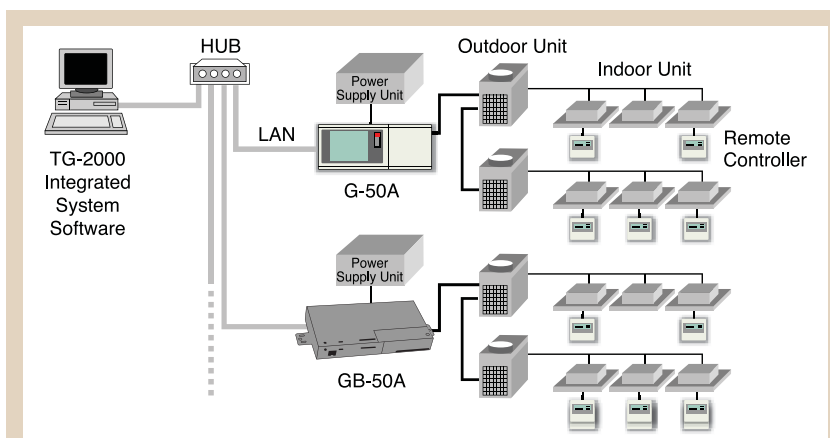 HUB
Outdoor Unit
Indoor Unit
Power
Supply Unit
LAN
Remote
Controller
TG-2000
Integrated
System
Software
G-50A
Power
Supply Unit
GB-50A